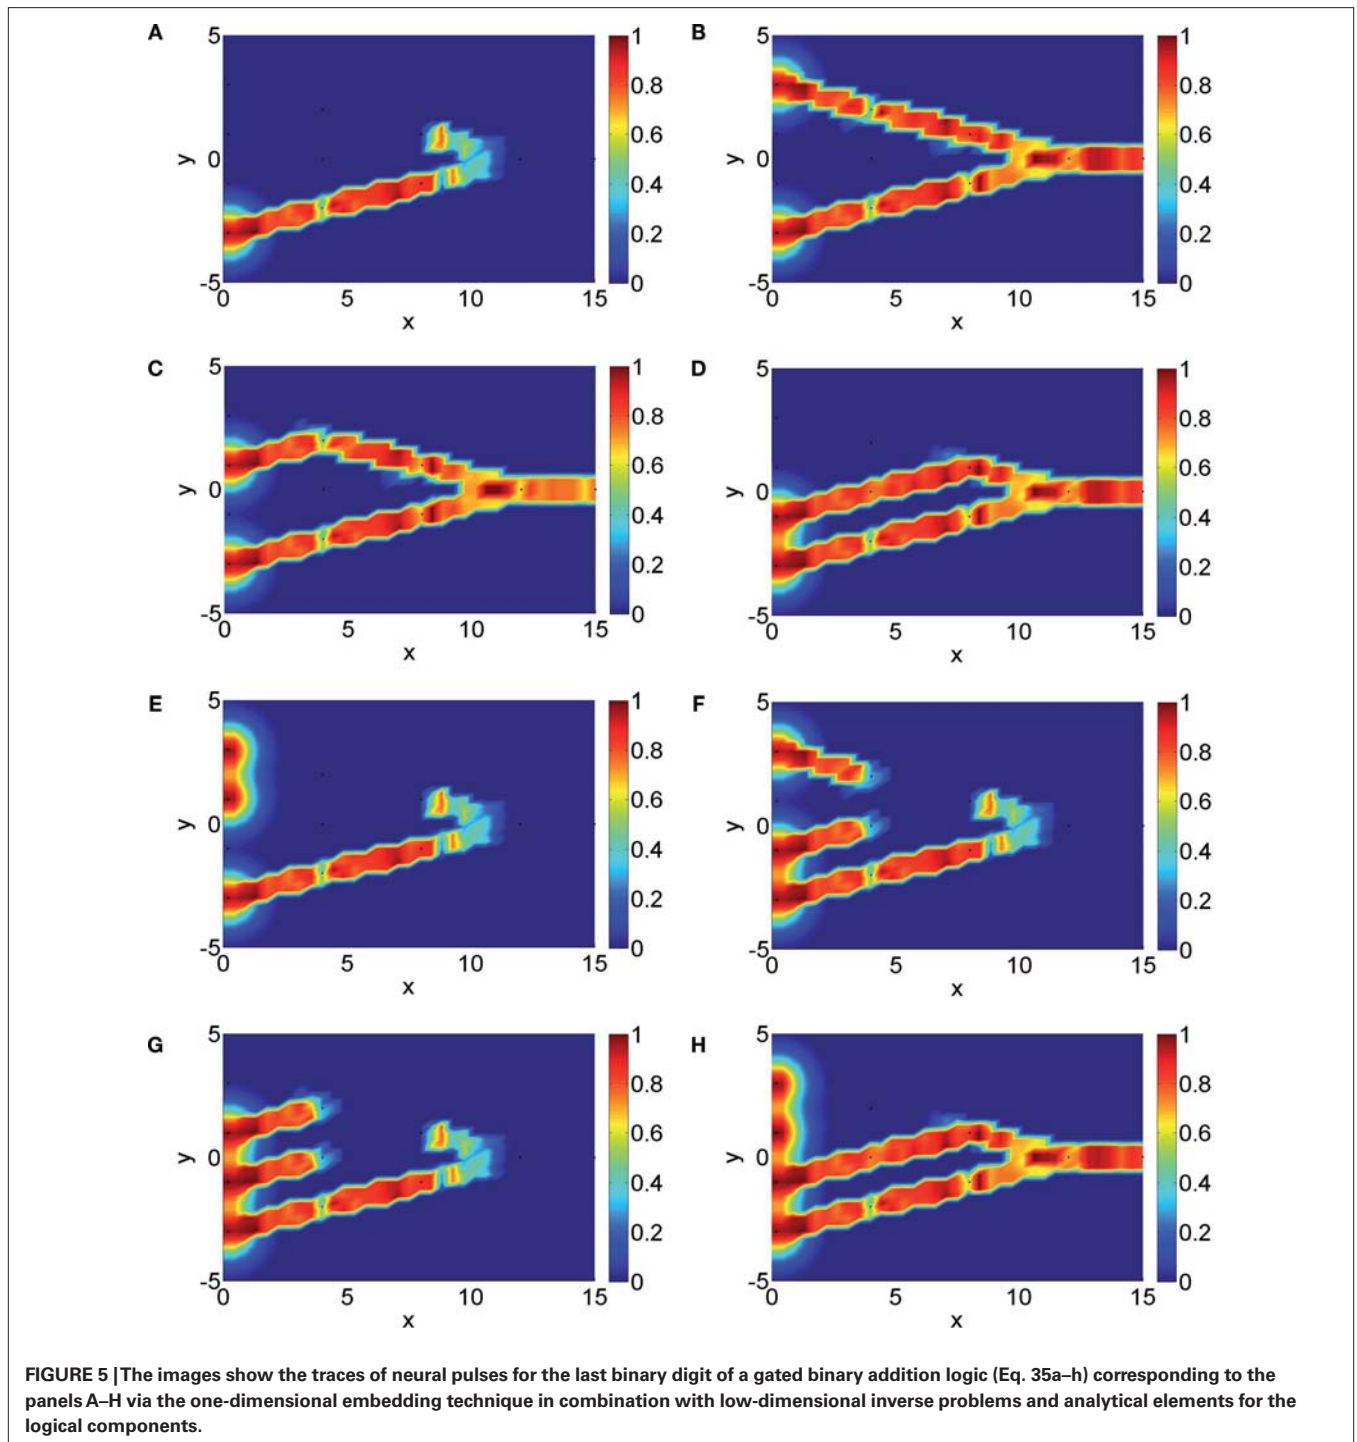 A
5
0
-5
y
0 5 10 15
x
1
0.8
0.6
0.4
0.2
0
B
5
0
-5
y
0 5 10 15
x
1
0.8
0.6
0.4
0.2
0
C
5
0
-5
y
0 5 10 15
x
1
0.8
0.6
0.4
0.2
0
D
5
0
-5
y
0 5 10 15
x
1
0.8
0.6
0.4
0.2
0
E
5
0
-5
y
0 5 10 15
x
1
0.8
0.6
0.4
0.2
0
F
5
0
-5
y
0 5 10 15
x
1
0.8
0.6
0.4
0.2
0
G
5
0
-5
y
0 5 10 15
x
1
0.8
0.6
0.4
0.2
0
H
5
0
-5
y
0 5 10 15
x
1
0.8
0.6
0.4
0.2
0
FIGURE 5 | The images show the traces of neural pulses for the last binary digit of a gated binary addition logic (Eq. 35a–h) corresponding to the
panels A–H via the one-dimensional embedding technique in combination with low-dimensional inverse problems and analytical elements for the
logical components.